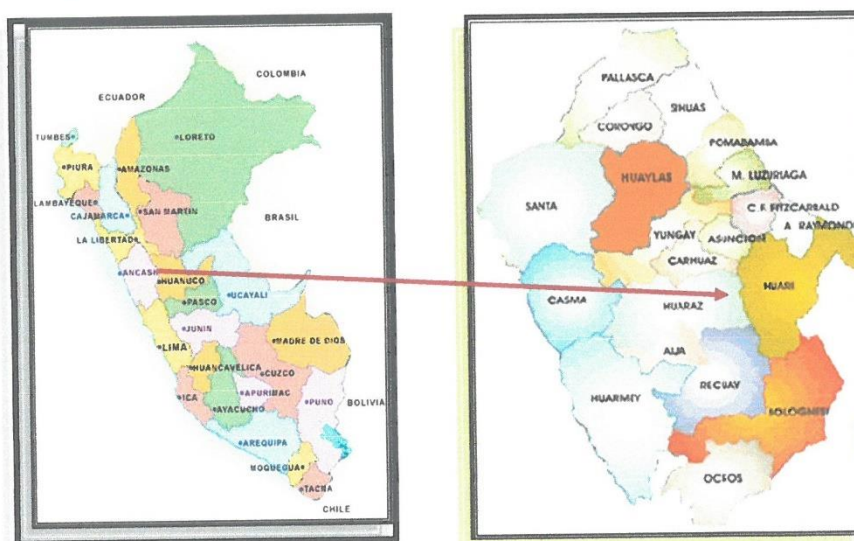 COLOMBIA
ECUADOR
TUMBES
LORETO
PIURA
AMAZONAS
LAMBAYEQUE
SAN MARTIN
CAJAMARCA
BRASIL
LA LIBERTAD
ANCASH
HUANUCO
UCAYALI
PASCO
JUNIN
LIMA
MADRE DE DIOS
HUANCAVELICA
CUZCO
ICA
APURIMAC
PUNO
BOLIVIA
AYACUCHO
AREQUIPA
MOQUEGUA
TACNA
CHILE
PALLASCA
SIHUAS
CORONGO
POMABAMBA
HUAYLAS
M. LUZURIAGA
SANTA
C.F. FITZCARRALD
A. RAYMONDI
YUNGAY
ASUNCION
CARHUAZ
HUARI
CASMA
HUARAZ
AIJA
RECUAY
HUARMEY
BOLOGNESI
OCROS